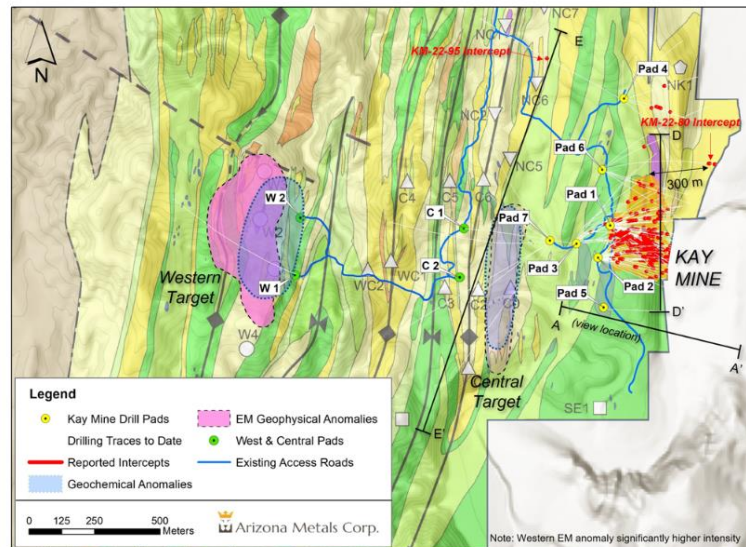 NC1
NC7
E
KM-22-95 Intercept
Pad 4
N
NK1
NC6
KM-22-80 Intercept
NC2
D
Pad 6
NC5
300 m
Pad 1
W 2
C4
C5
C6
C 1
Pad 7
KAY
MINE
Western
Target
W 1
C 2
WC1
Pad 3
Pad 2
WC2
C3
C2
C9
Pad 5
A
D'
(view location)
W4
Central
Target
A'
SE1
E'
Legend
Kay Mine Drill Pads
EM Geophysical Anomalies
Drilling Traces to Date
West & Central Pads
Reported Intercepts
Existing Access Roads
Geochemical Anomalies
0 125 250 500
Meters
Arizona Metals Corp.
Note: Western EM anomaly significantly higher intensity